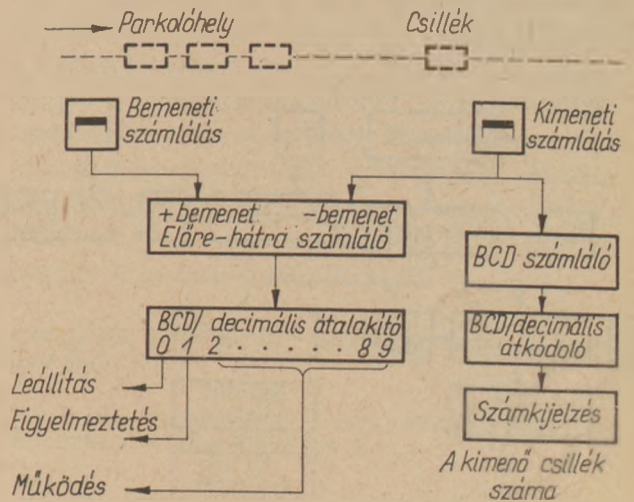 Parkolóhely
Csillék
Bemeneti
számlálás
Kimeneti
számlálás
+bemenet -bemenet
Előre-hátra számláló
BCD számláló
BCD/ decimális átalakító
0 1 2 . . . . . 8 9
BCD/decimális
átkódoló
Leállítás
Figyelmeztetés
Működés
Számkijelzés
A kimenő csillék
száma